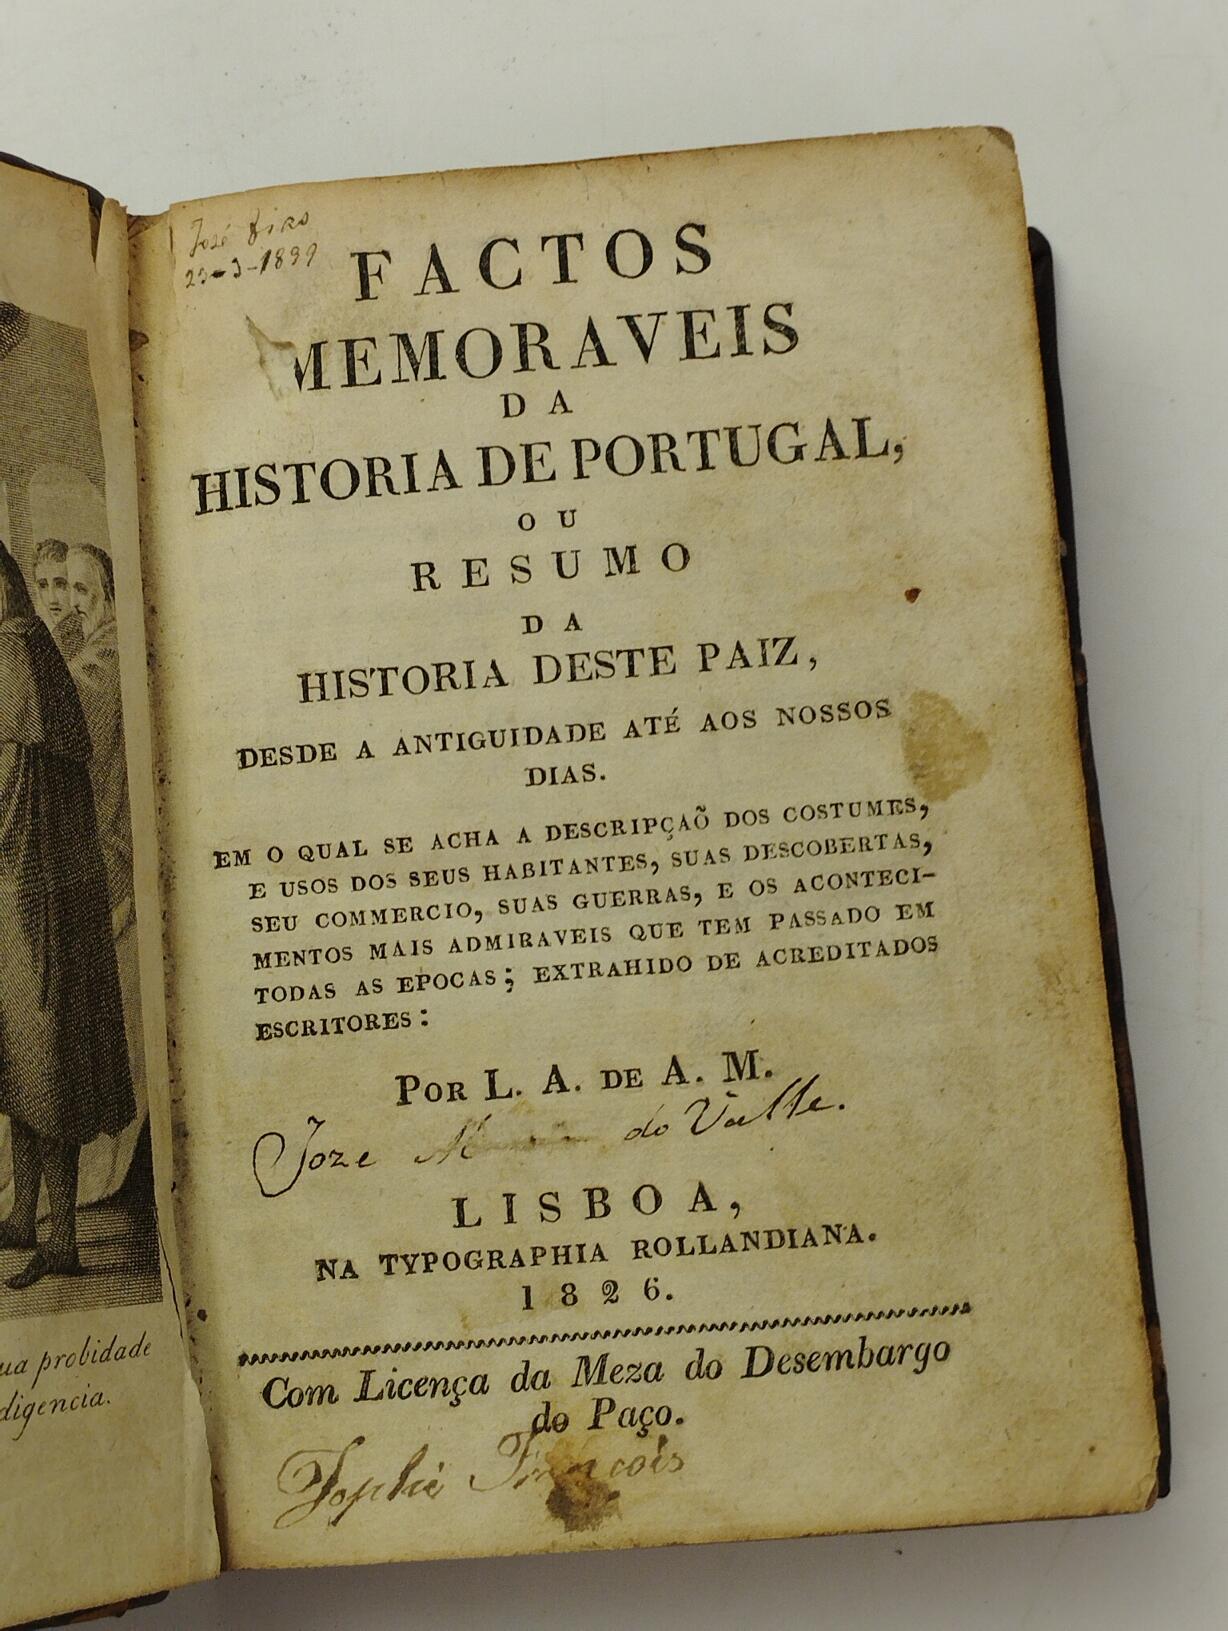 José
FACTOS
MEMORAVEIS
DA
HISTORIA DE PORTUGAL,
OU
RESUMO
DA
HISTORIA DESTE PAIZ,
DESDE A ANTIGUIDADE ATÉ AOS NOSSOS
DIAS.
EM O QUAL SE ACHA A DESCRIPÇAÕ DOS COSTUMES,
E USOS DOS SEUS HABITANTES, SUAS DESCOBERTAS,
SEU COMMERCIO, SUAS GUERRAS, E OS ACONTECI-
MENTOS MAIS ADMIRAVEIS QUE TEM PASSADO EM
TODAS AS EPOCAS; EXTRAHIDO DE ACREDITADOS
ESCRITORES:
POR L. A. DE A. M.
Joze do Valle.
LISBOA,
NA TYPOGRAPHIA ROLLANDIANA.
1826.
Com Licença da Meza do Desembargo
do Paço.
Sophie François
ua probidade
digencia.